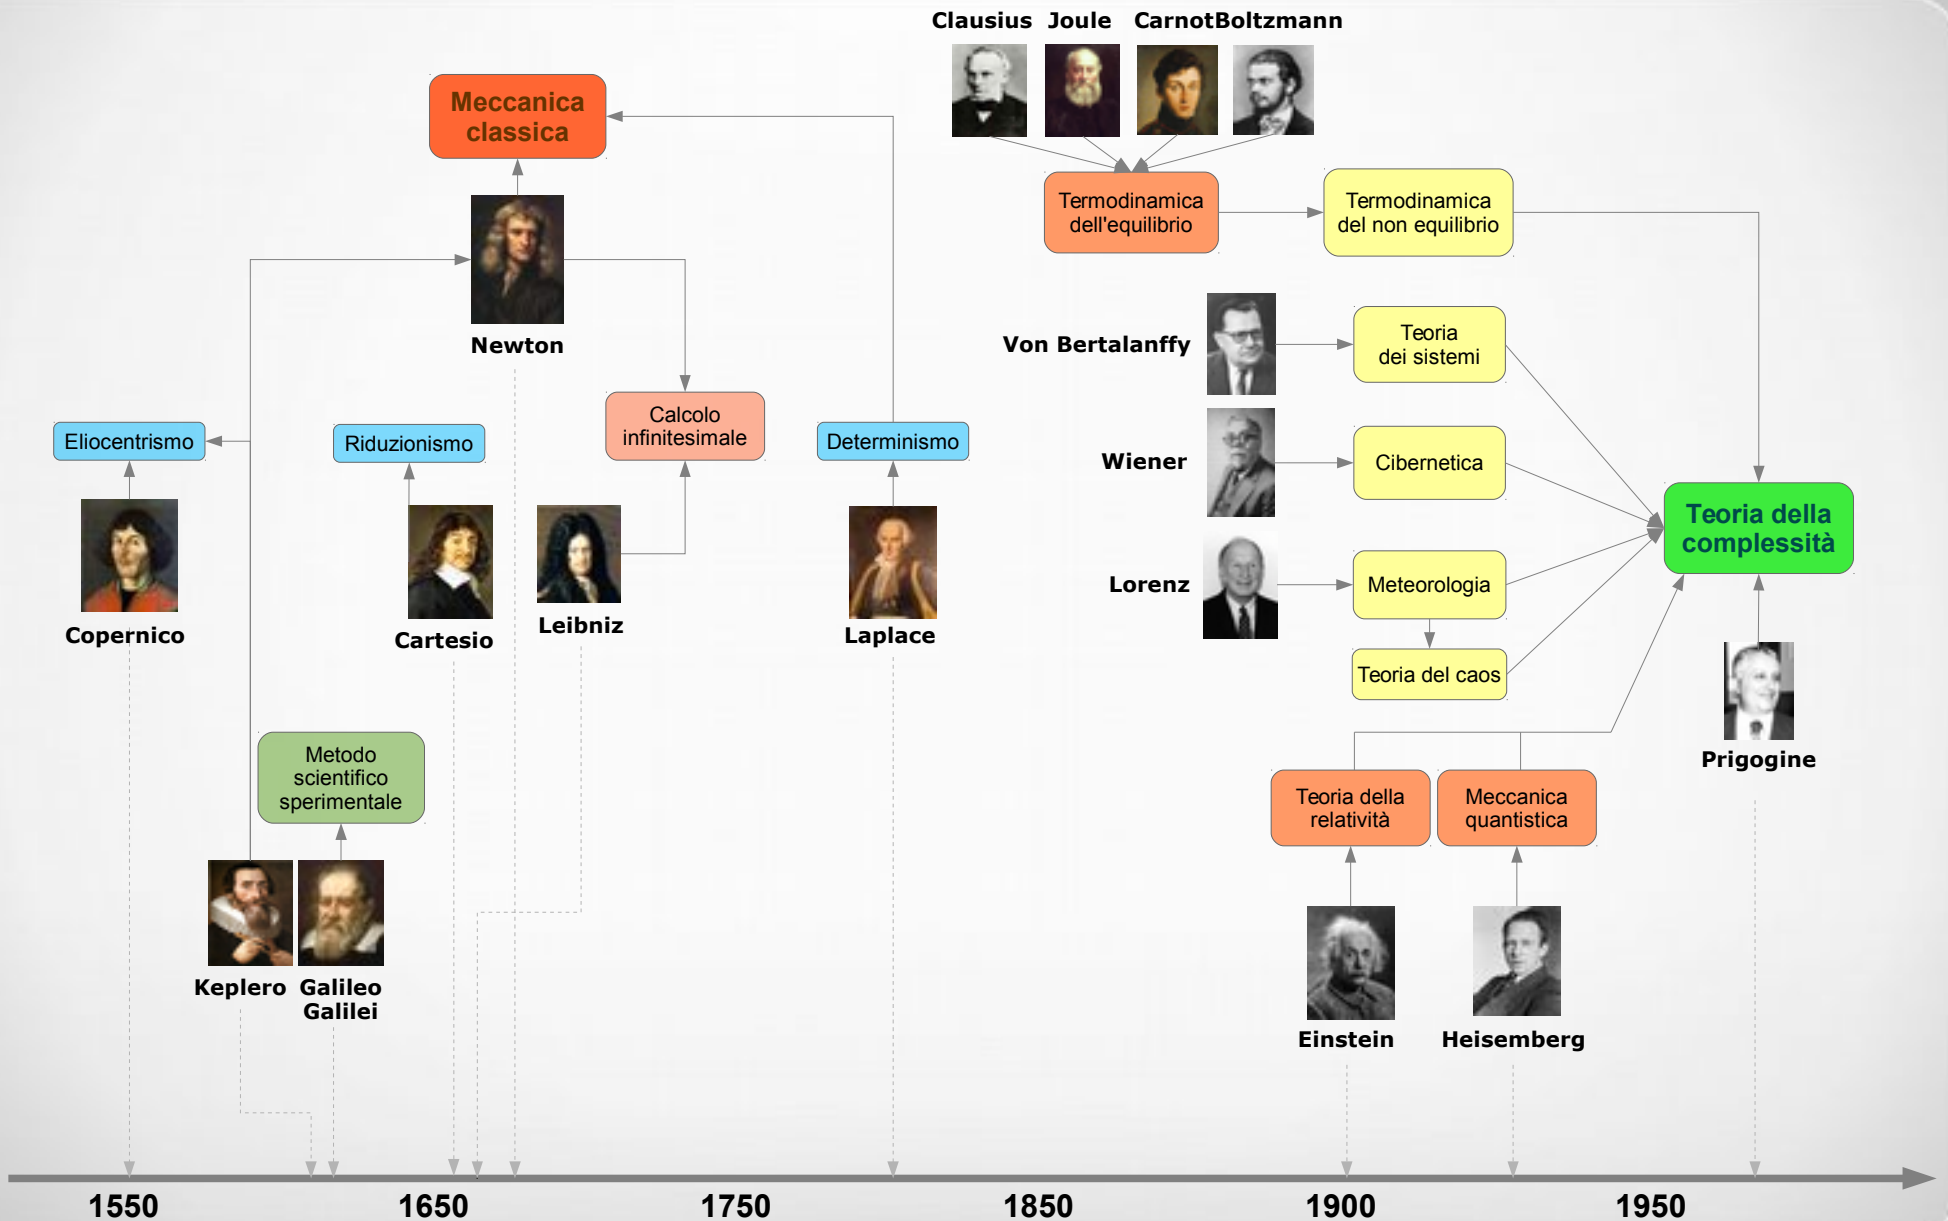 Clausius Joule Carnot Boltzmann
Meccanica
classica
Termodinamica
dell'equilibrio
Termodinamica
del non equilibrio
Newton
Von Bertalanffy
Teoria
dei sistemi
Eliocentrismo
Riduzionismo
Calcolo
infinitesimale
Determinismo
Wiener
Cibernetica
Teoria della
complessità
Copernico
Cartesio
Leibniz
Laplace
Lorenz
Meteorologia
Teoria del caos
Prigogine
Metodo
scientifico
sperimentale
Teoria della
relatività
Meccanica
quantistica
Keplero
Galileo
Galilei
Einstein
Heisemberg
1550 1650 1750 1850 1900 1950